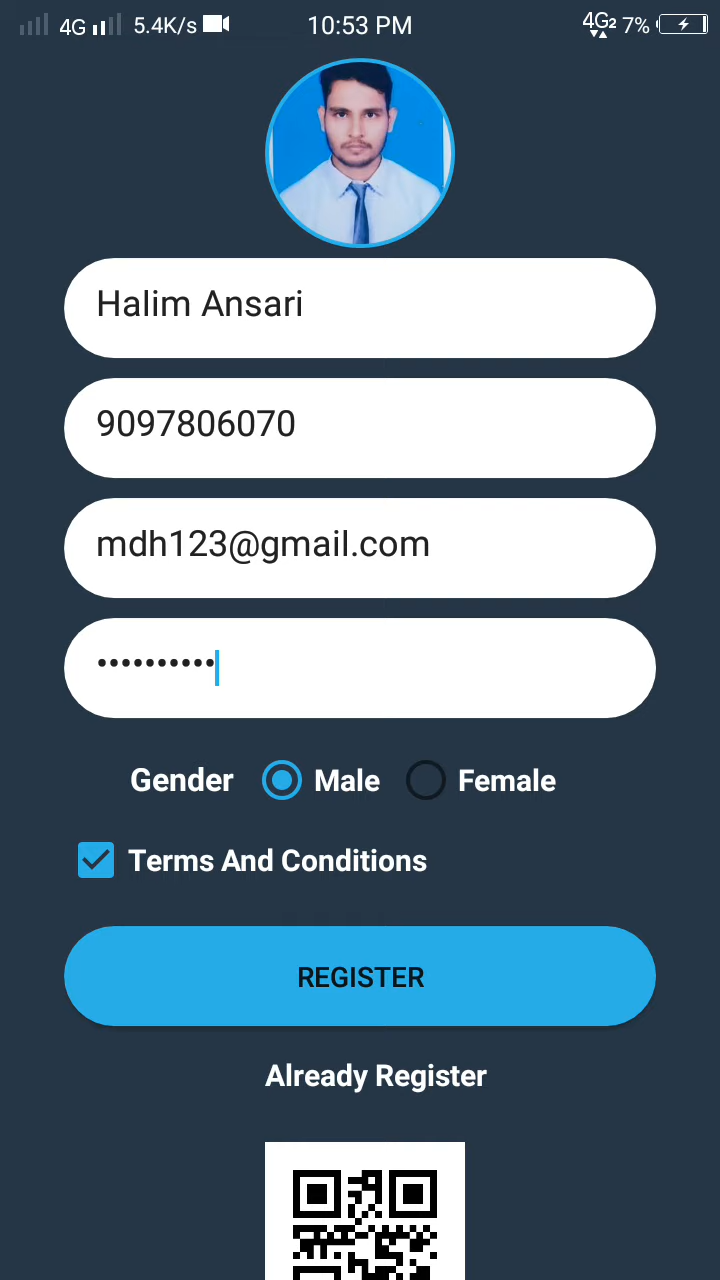 4G 5.4K/s 10:53 PM 4G2 7%
Halim Ansari
9097806070
mdh123@gmail.com
••••••••••
Gender Male Female
Terms And Conditions
REGISTER
Already Register